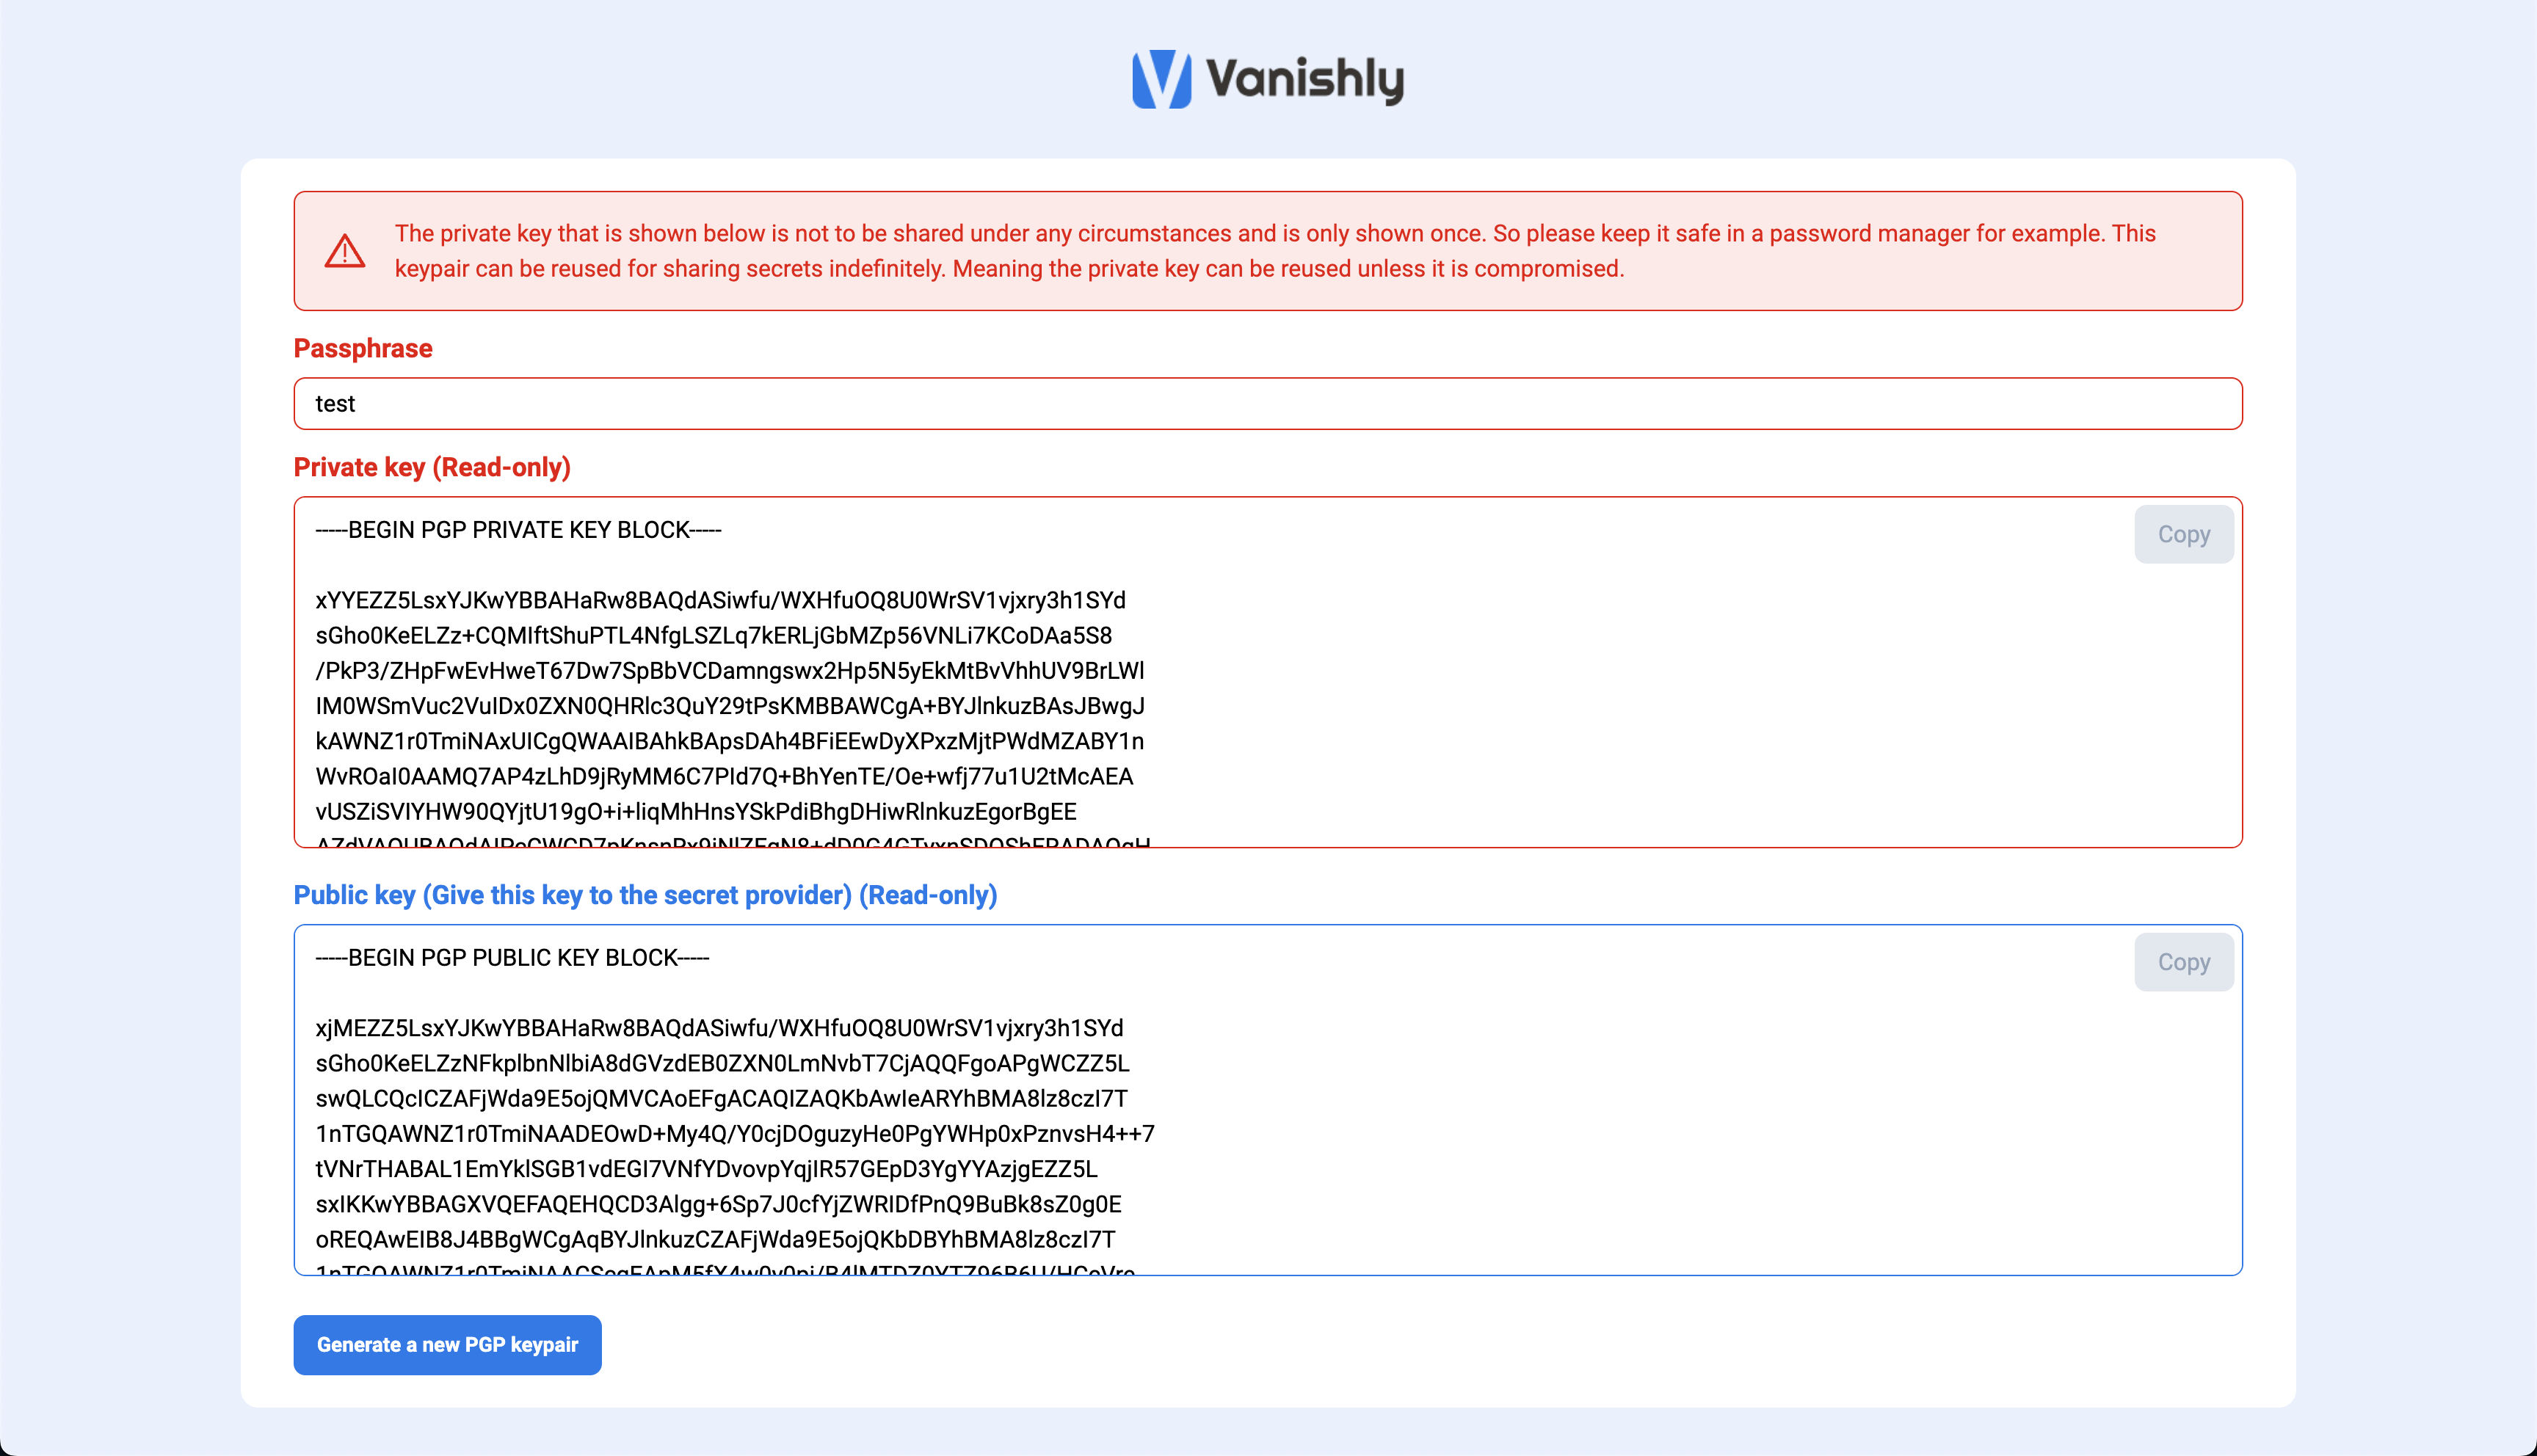 Vanishly
The private key that is shown below is not to be shared under any circumstances and is only shown once. So please keep it safe in a password manager for example. This
keypair can be reused for sharing secrets indefinitely. Meaning the private key can be reused unless it is compromised.
Passphrase
test
Private key (Read-only)
-----BEGIN PGP PRIVATE KEY BLOCK-----
Copy
xYYEZZ5LsxYJKwYBBAHaRw8BAQdASiwfu/WXHfuOQ8U0WrSV1vjxry3h1SYd
sGho0KeELZz+CQMIftShuPTL4NfgLSZLq7kERLjGbMZp56VNLi7KCoDAa5S8
/PkP3/ZHpFwEvHweT67Dw7SpBbVCDamngswx2Hp5N5yEkMtBvVhhUV9BrLWl
IM0WSmVuc2VuIDx0ZXN0QHRlc3QuY29tPsKMBBAWCgA+BYJlnkuzBAsJBwgJ
kAWNZ1r0TmiNAxUICgQWAAIBAhkBApsDAh4BFiEEwDyXPxzMjtPWdMZABY1n
WvROaI0AAMQ7AP4zLhD9jRyMM6C7PId7Q+BhYenTE/Oe+wfj77u1U2tMcAEA
vUSZiSVIYHW90QYjtU19gO+i+liqMhHnsYSkPdiBhgDHiwRlnkuzEgorBgEE
Public key (Give this key to the secret provider) (Read-only)
-----BEGIN PGP PUBLIC KEY BLOCK-----
Copy
xjMEZZ5LsxYJKwYBBAHaRw8BAQdASiwfu/WXHfuOQ8U0WrSV1vjxry3h1SYd
sGho0KeELZzNFkplbnNlbiA8dGVzdEB0ZXN0LmNvbT7CjAQQFgoAPgWCZZ5L
swQLCQcICZAFjWda9E5ojQMVCAoEFgACAQIZAQKbAwIeARYhBMA8lz8czI7T
1nTGQAWNZ1r0TmiNAADEOwD+My4Q/Y0cjDOguzyHe0PgYWHp0xPznvsH4++7
tVNrTHABAL1EmYklSGB1vdEGI7VNfYDvovpYqjIR57GEpD3YgYYAzjgEZZ5L
sxIKKwYBBAGXVQEFAQEHQCD3Algg+6Sp7J0cfYjZWRIDfPnQ9BuBk8sZ0g0E
oREQAwEIB8J4BBgWCgAqBYJlnkuzCZAFjWda9E5ojQKbDBYhBMA8lz8czI7T
Generate a new PGP keypair